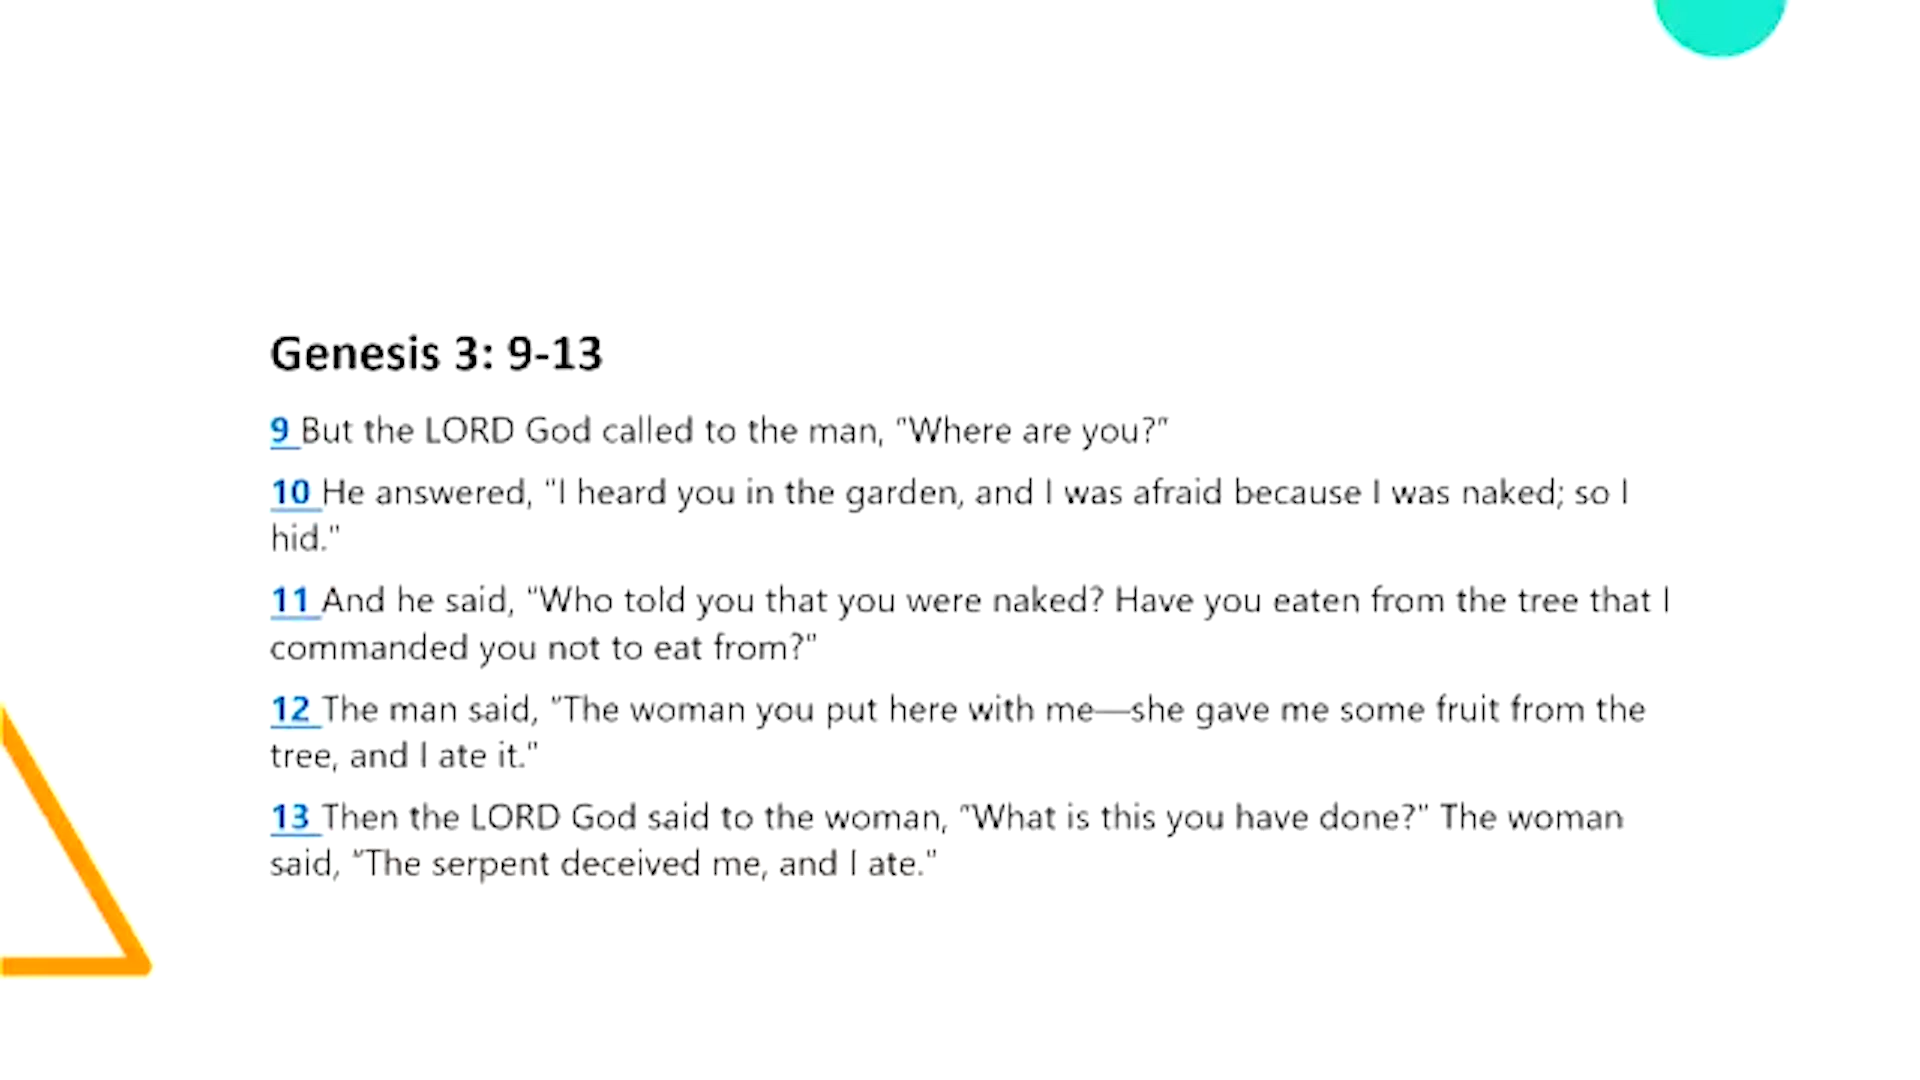 Genesis 3: 9-13
9 But the LORD God called to the man, "Where are you?"
10 He answered, "I heard you in the garden, and I was afraid because I was naked; so I
hid."
11 And he said, "Who told you that you were naked? Have you eaten from the tree that I
commanded you not to eat from?"
12 The man said, "The woman you put here with me—she gave me some fruit from the
tree, and I ate it."
13 Then the LORD God said to the woman, "What is this you have done?" The woman
said, "The serpent deceived me, and I ate."